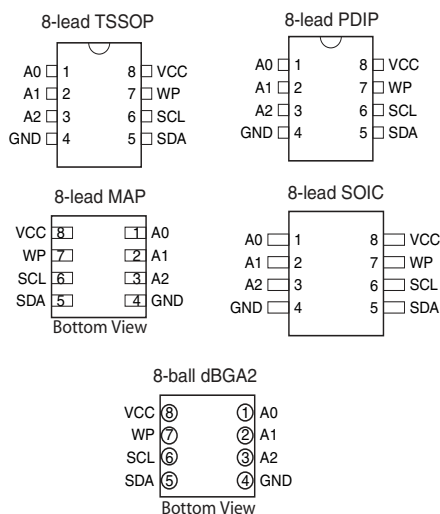 8-lead TSSOP
A0 1 8 VCC
A1 2 7 WP
A2 3 6 SCL
GND 4 5 SDA
8-lead PDIP
A0 1 8 VCC
A1 2 7 WP
A2 3 6 SCL
GND 4 5 SDA
8-lead MAP
VCC 8 1 A0
WP 7 2 A1
SCL 6 3 A2
SDA 5 4 GND
Bottom View
8-lead SOIC
A0 1 8 VCC
A1 2 7 WP
A2 3 6 SCL
GND 4 5 SDA
8-ball dBGA2
VCC 8 1 A0
WP 7 2 A1
SCL 6 3 A2
SDA 5 4 GND
Bottom View